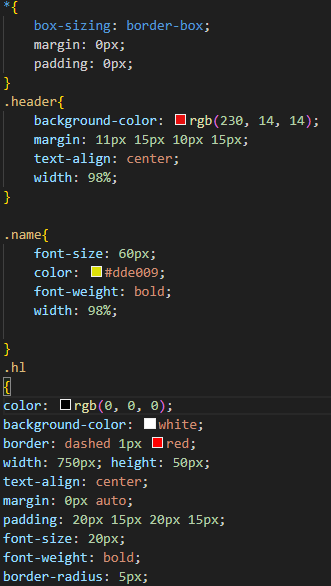 *{
    box-sizing: border-box;
    margin: 0px;
    padding: 0px;
}
.header{
    background-color: rgb(230, 14, 14);
    margin: 11px 15px 10px 15px;
    text-align: center;
    width: 98%;
}

.name{
    font-size: 60px;
    color: #dde009;
    font-weight: bold;
    width: 98%;

}
.hl
{
color: rgb(0, 0, 0);
background-color: white;
border: dashed 1px red;
width: 750px; height: 50px;
text-align: center;
margin: 0px auto;
padding: 20px 15px 20px 15px;
font-size: 20px;
font-weight: bold;
border-radius: 5px;